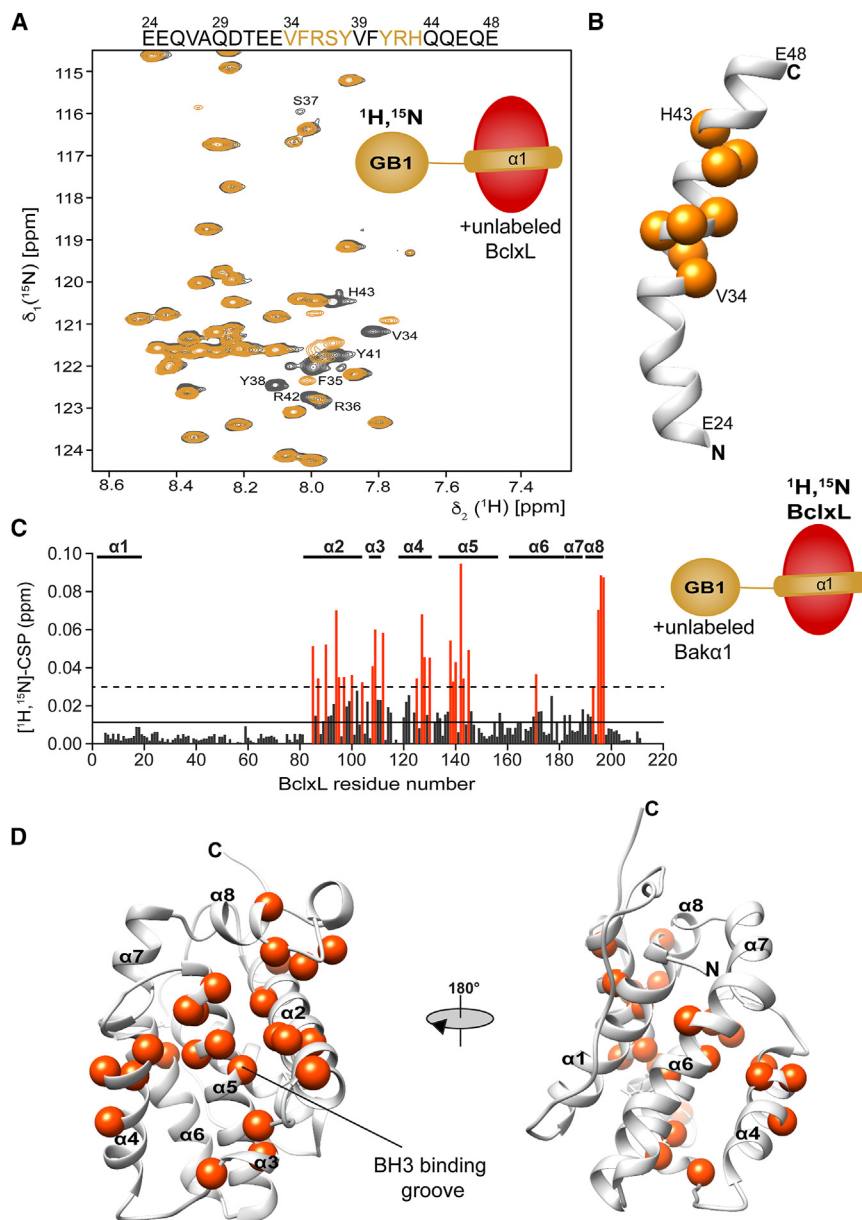 A
24 29 34 39 44 48
EEQVAQDTEEVFRSYVFYRHQQEQE
115
116
117
118
119
120
121
122
123
124
δ1(15N) [ppm]
S37
H43
V34
Y41
Y38
F35
R42
R36
1H,15N
GB1
α1
+unlabeled
BclxL
8.6 8.4 8.2 8.0 7.8 7.6 7.4
δ2 (1H) [ppm]
B
E48
C
H43
V34
E24
N
C
α1 α2 α3 α4 α5 α6 α7 α8
0.10
0.08
0.06
0.04
0.02
0.00
[1H,15N]-CSP (ppm)
0 20 40 60 80 100 120 140 160 180 200 220
BclxL residue number
1H,15N
BclxL
GB1
α1
+unlabeled
Bakα1
D
C
α8
α7
α2
α5
α4
α6
α3
BH3 binding
groove
180°
C
α8
α7
N
α1
α6
α4